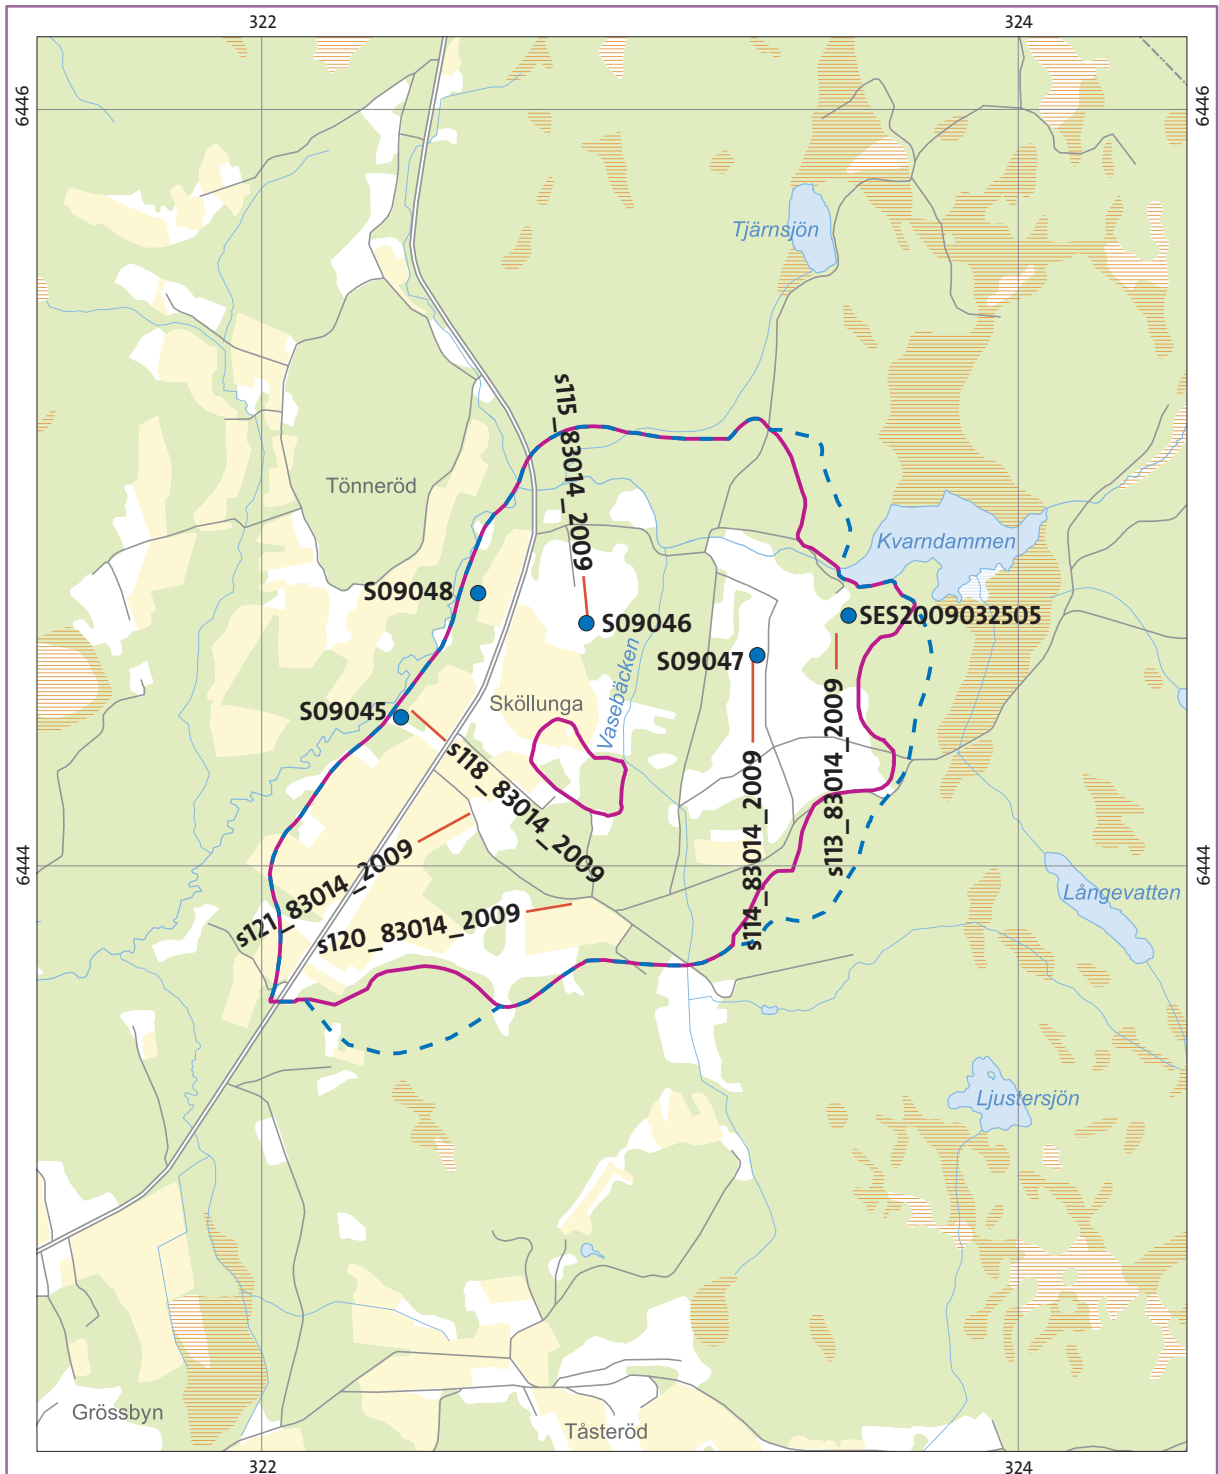 322
324
6446
6446
Tjärnsjön
s115_83014_2009
Tönneröd
Kvarndammen
S09048
S09046
SES2009032505
S09047
Vasebäcken
Sköllunga
S09045
s118_83014_2009
s114_83014_2009
s113_83014_2009
6444
6444
s121_83014_2009
s120_83014_2009
Långevatten
Ljustersjön
Grössbyn
Tåsteröd
322
324